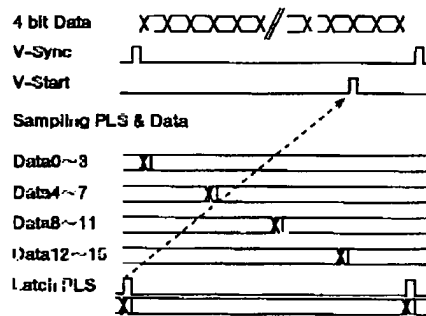 4 bit Data
V-Sync
V-Start
Sampling PLS & Data
Data0~3
Data4~7
Data8~11
Data12~15
Latch PLS